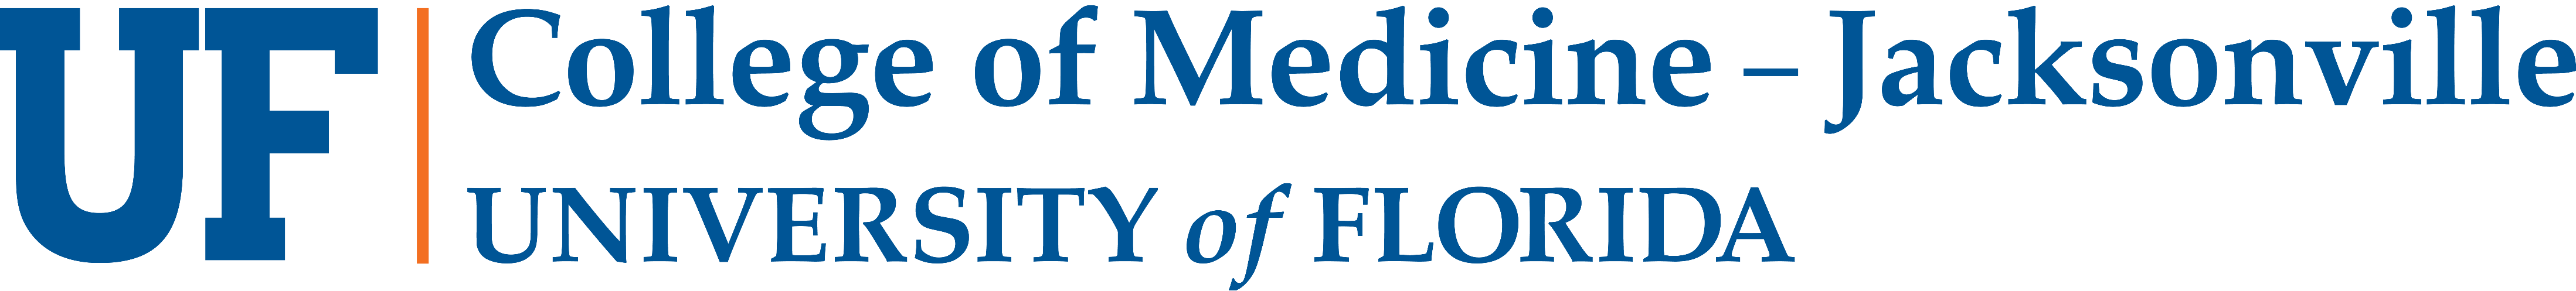 UF
College of Medicine – Jacksonville
UNIVERSITY of FLORIDA